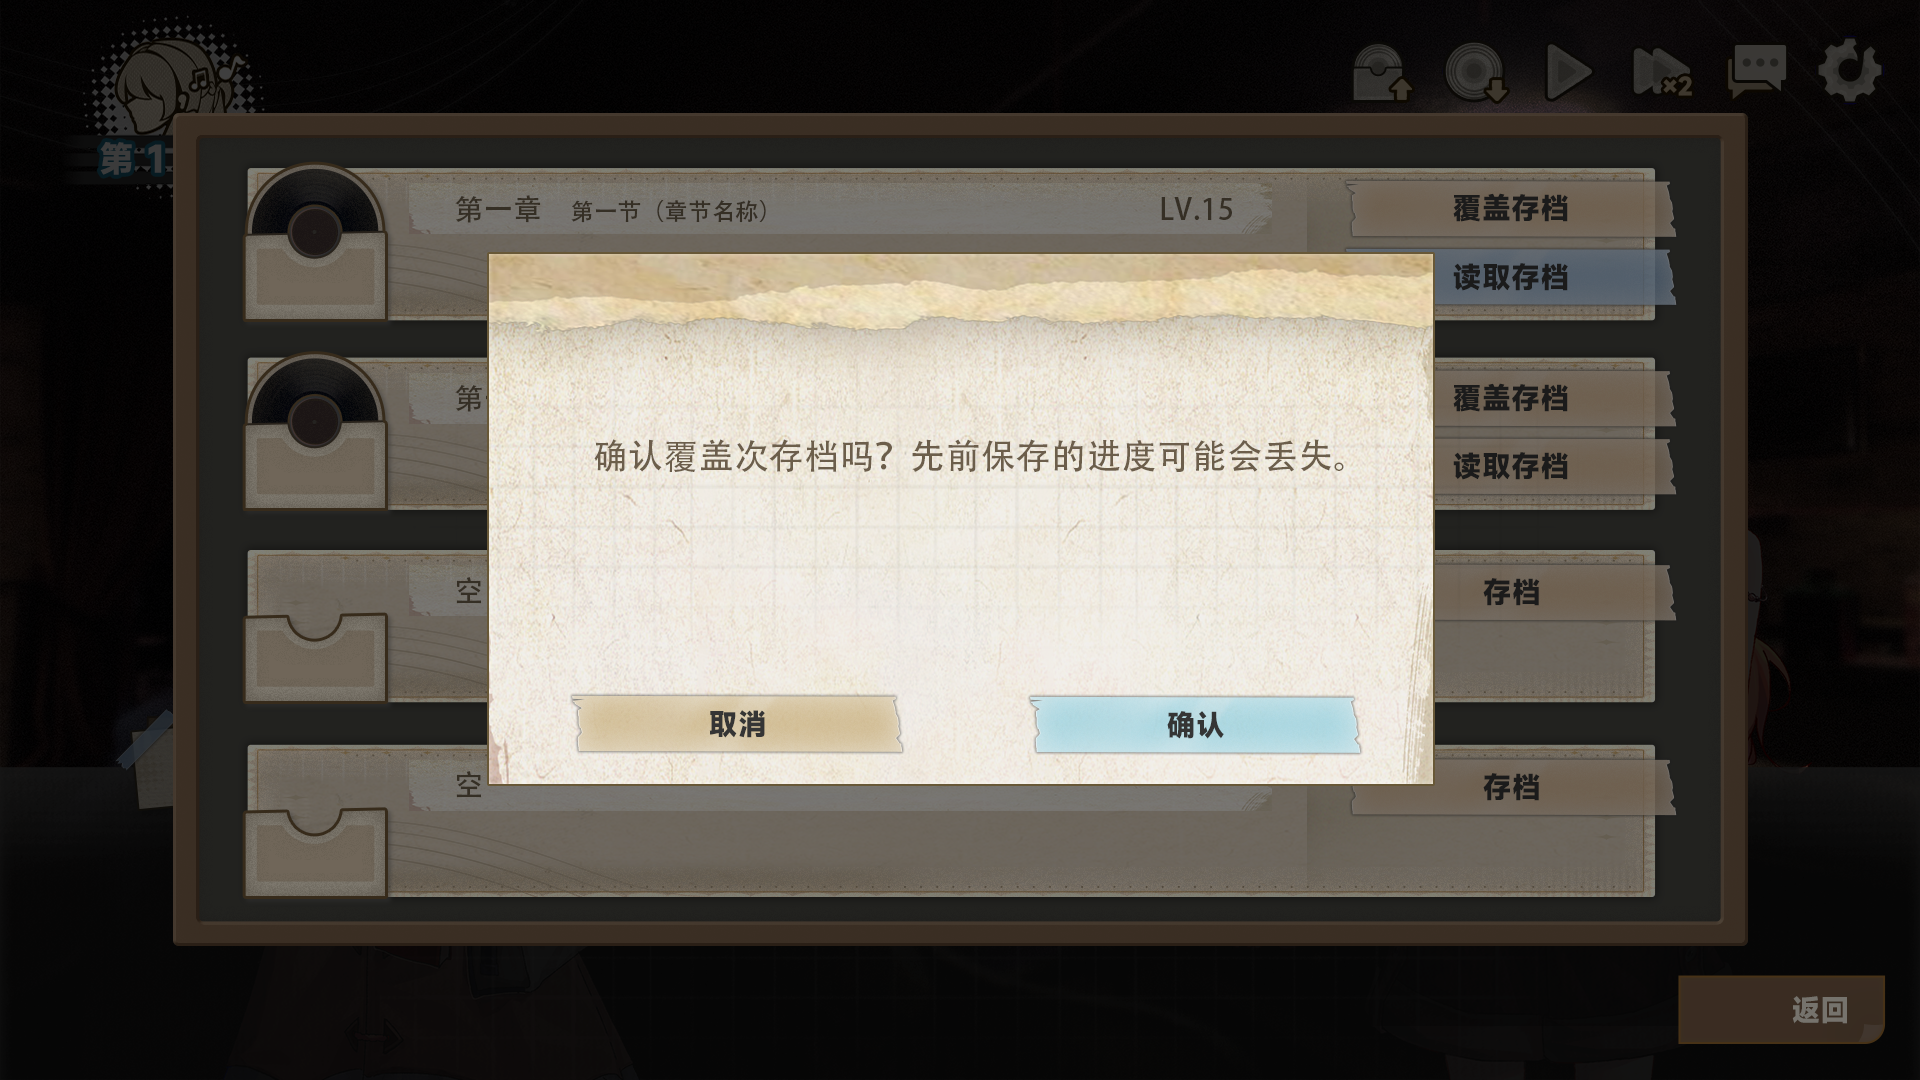 ×2
第1
第一章 第一节（章节名称） LV.15
覆盖存档
读取存档
第
覆盖存档
读取存档
确认覆盖次存档吗？先前保存的进度可能会丢失。
空
存档
取消
确认
空
存档
返回